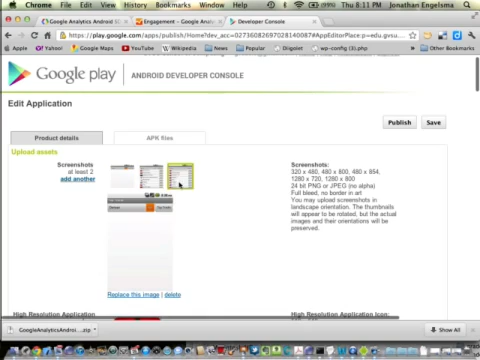 Chrome File Edit View History Bookmarks Window Help (99%) Thu 8:11 PM Jonathan Engelsma
Google Analytics Android SD
Engagement – Google Analy
Developer Console
https://play.google.com/apps/publish/Home?dev_acc=02736082697028140087#AppEditorPlace:p=edu.gvsu...
Apple Yahoo! Google Maps YouTube Wikipedia News Popular Diigolet wp-config (3).php Other Bookmarks
Google play ANDROID DEVELOPER CONSOLE
Edit Application
Publish Save
Product details APK files
Upload assets
Screenshots
at least 2
add another
Replace this image | delete
Screenshots:
320 x 480, 480 x 800, 480 x 854,
1280 x 720, 1280 x 800
24 bit PNG or JPEG (no alpha)
Full bleed, no border in art
You may upload screenshots in
landscape orientation. The thumbnails
will appear to be rotated, but the actual
images and their orientations will be
preserved.
High Resolution Application
High Resolution Application Icon:
GoogleAnalyticsAndroi....zip
Show All